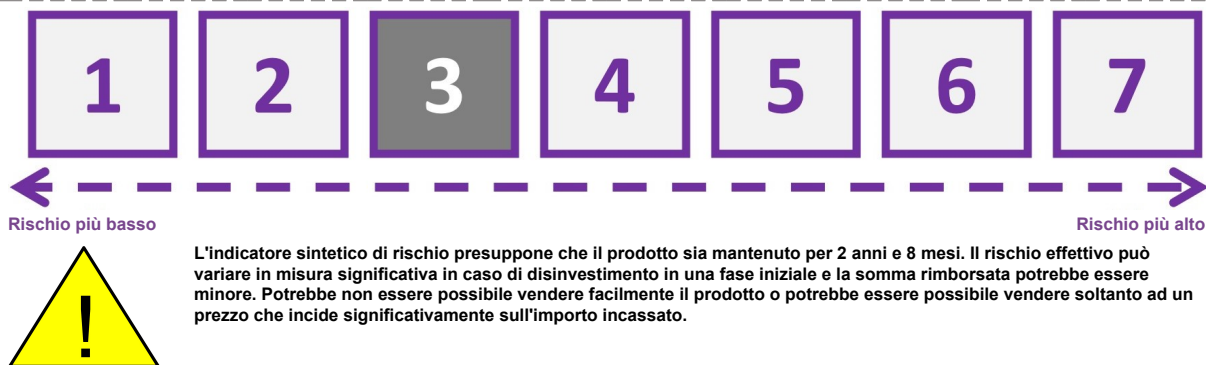 1 2 3 4 5 6 7
Rischio più basso Rischio più alto
L'indicatore sintetico di rischio presuppone che il prodotto sia mantenuto per 2 anni e 8 mesi. Il rischio effettivo può
variare in misura significativa in caso di disinvestimento in una fase iniziale e la somma rimborsata potrebbe essere
minore. Potrebbe non essere possibile vendere facilmente il prodotto o potrebbe essere possibile vendere soltanto ad un
prezzo che incide significativamente sull'importo incassato.
!